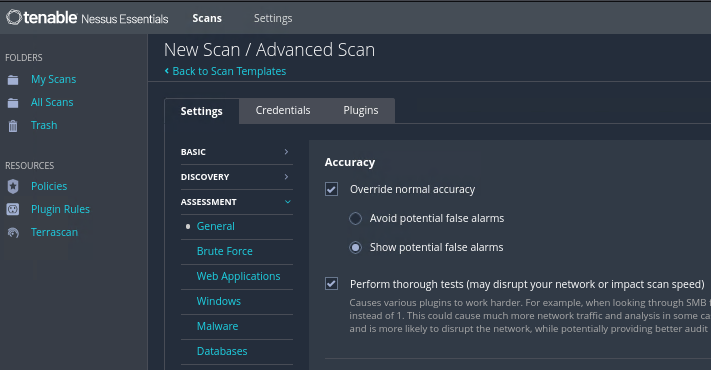 tenable Nessus Essentials Scans Settings
FOLDERS
My Scans
All Scans
Trash
RESOURCES
Policies
Plugin Rules
Terrascan
New Scan / Advanced Scan
Back to Scan Templates
Settings Credentials Plugins
BASIC
DISCOVERY
ASSESSMENT
General
Brute Force
Web Applications
Windows
Malware
Databases
Accuracy
Override normal accuracy
Avoid potential false alarms
Show potential false alarms
Perform thorough tests (may disrupt your network or impact scan speed)
Causes various plugins to work harder. For example, when looking through SMB
instead of 1. This could cause much more network traffic and analysis in some
and is more likely to disrupt the network, while potentially providing better audit